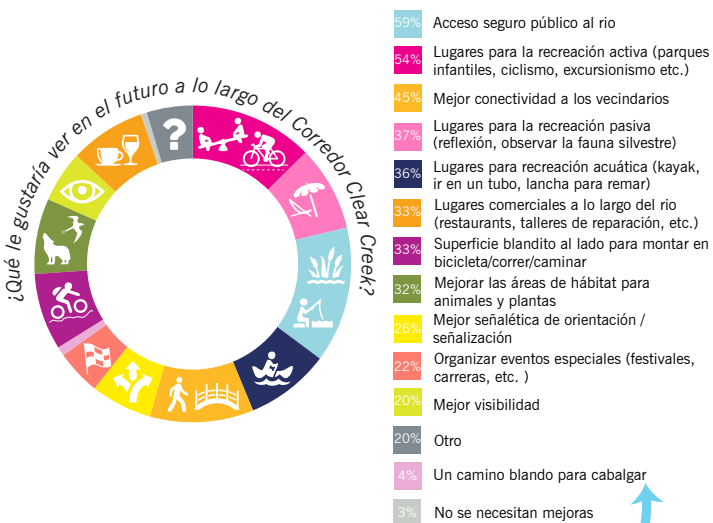 ¿Qué le gustaría ver en el futuro a lo largo del Corredor Clear Creek?
59% Acceso seguro público al rio
54% Lugares para la recreación activa (parques
infantiles, ciclismo, excursionismo etc.)
45% Mejor conectividad a los vecindarios
37% Lugares para la recreación pasiva
(reflexión, observar la fauna silvestre)
36% Lugares para recreación acuática (kayak,
ir en un tubo, lancha para remar)
33% Lugares comerciales a lo largo del rio
(restaurants, talleres de reparación, etc.)
33% Superficie blandito al lado para montar en
bicicleta/correr/caminar
32% Mejorar las áreas de hábitat para
animales y plantas
26% Mejor señalética de orientación /
señalización
22% Organizar eventos especiales (festivales,
carreras, etc. )
20% Mejor visibilidad
20% Otro
4% Un camino blando para cabalgar
3% No se necesitan mejoras
?